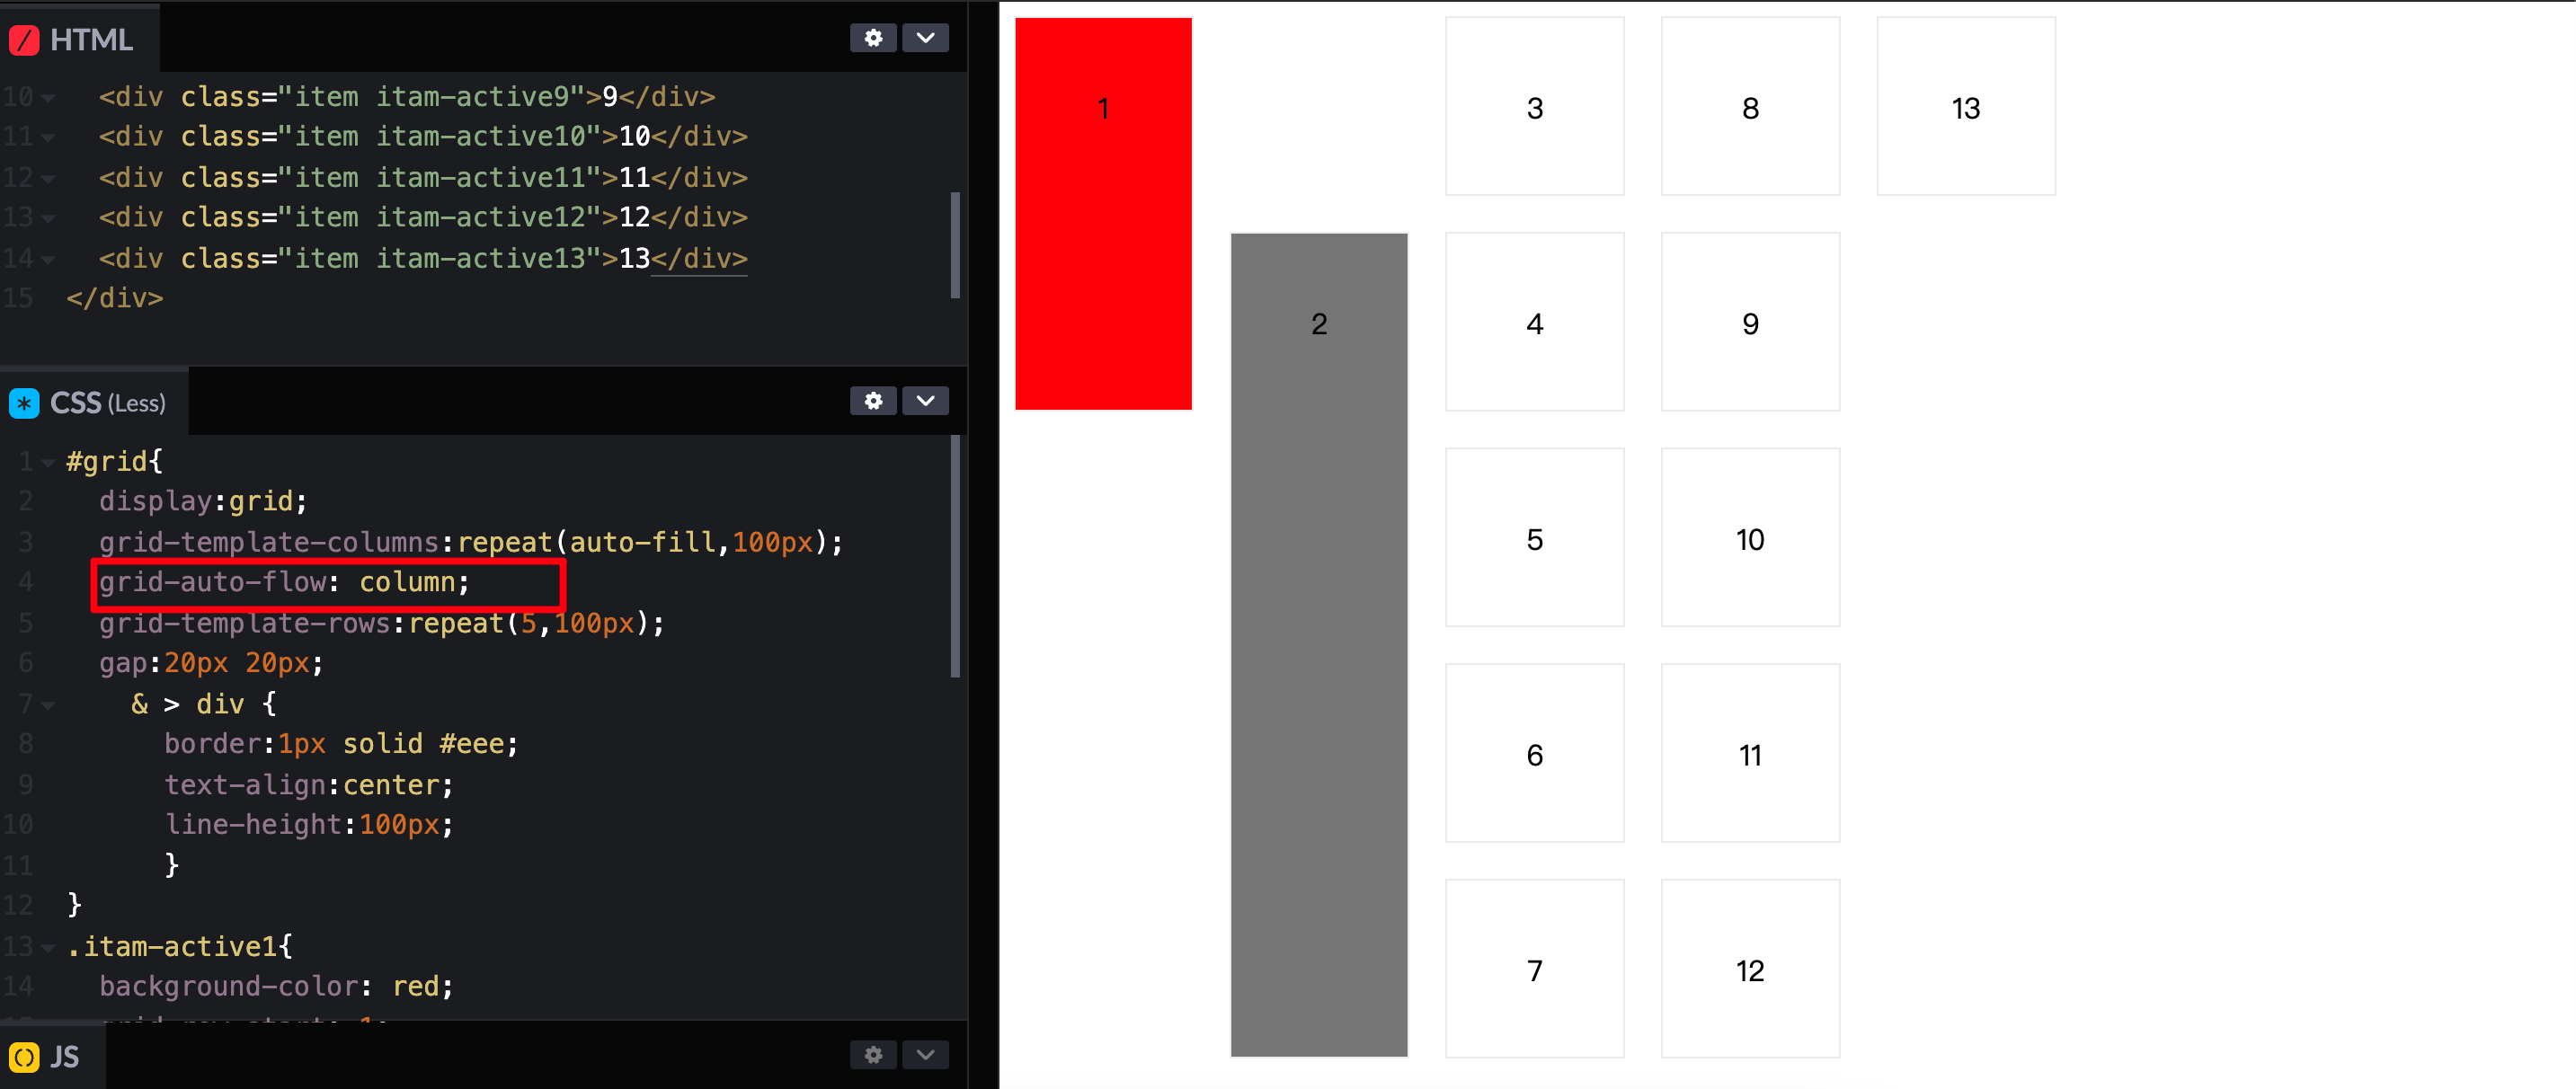 HTML
10 <div class="item itam-active9">9</div>
11 <div class="item itam-active10">10</div>
12 <div class="item itam-active11">11</div>
13 <div class="item itam-active12">12</div>
14 <div class="item itam-active13">13</div>
15 </div>
CSS (Less)
1 #grid{
2 display:grid;
3 grid-template-columns:repeat(auto-fill,100px);
4 grid-auto-flow: column;
5 grid-template-rows:repeat(5,100px);
6 gap:20px 20px;
7 & > div {
8 border:1px solid #eee;
9 text-align:center;
10 line-height:100px;
11 }
12 }
13 .itam-active1{
14 background-color: red;
JS
1
3
8
13
2
4
9
5
10
6
11
7
12